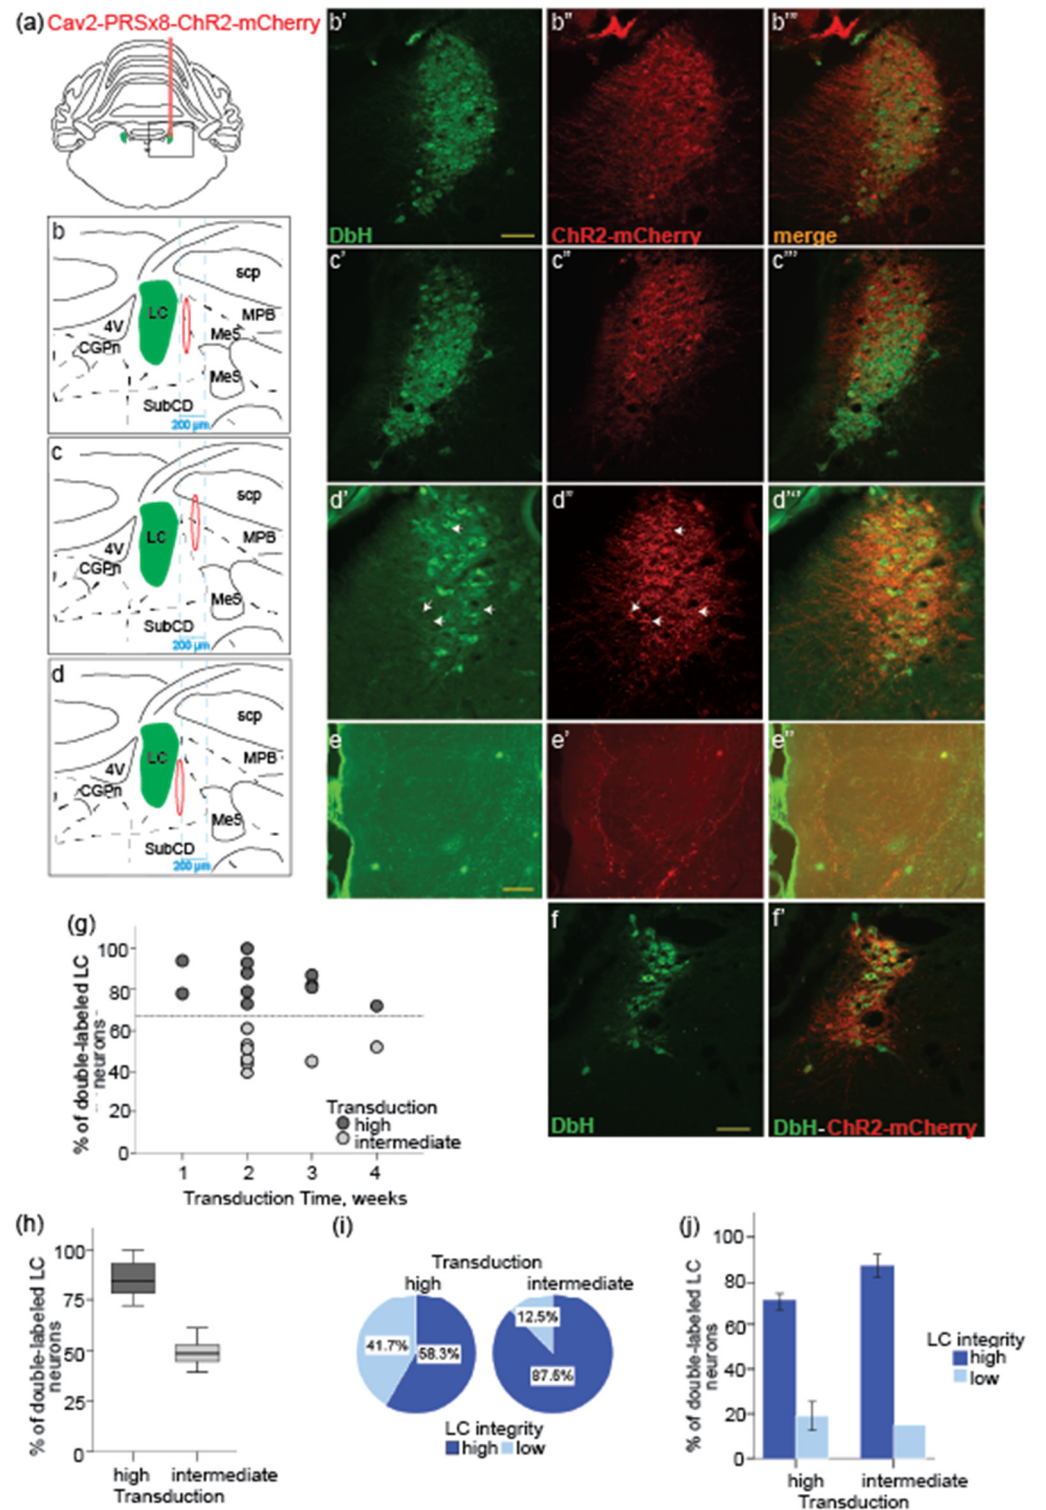 (a) Cav2-PRSx8-ChR2-mCherry
b
scp
LC
4V
MPB
CGPn
Me5
Me5
SubCD
200 µm
c
scp
LC
4V
MPB
CGPn
Me5
SubCD
200 µm
d
scp
LC
4V
MPB
CGPn
Me5
SubCD
200 µm
b' b'' b'''
DbH ChR2-mCherry merge
c' c'' c'''
d' d'' d'''
e e' e''
f f'
DbH DbH-ChR2-mCherry
(g)
% of double-labeled LC
neurons
100
80
60
40
20
0
1 2 3 4
Transduction Time, weeks
Transduction
high
intermediate
(h)
% of double-labeled LC
neurons
100
75
50
25
0
high intermediate
Transduction
(i)
Transduction
high intermediate
41.7% 58.3%
12.5%
87.5%
LC integrity
high low
(j)
% of double-labeled LC
neurons
100
80
60
40
20
0
high intermediate
Transduction
LC integrity
high
low